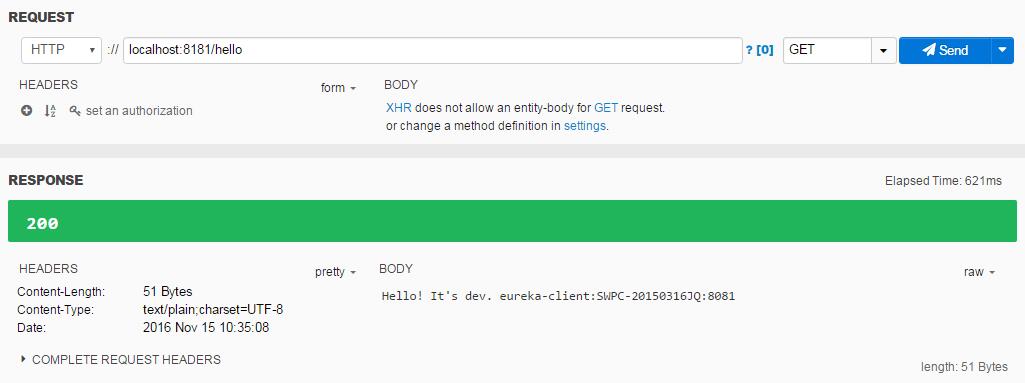 REQUEST
HTTP :// localhost:8181/hello ? [0] GET Send
HEADERS form BODY
XHR does not allow an entity-body for GET request.
set an authorization
or change a method definition in settings.
RESPONSE Elapsed Time: 621ms
200
HEADERS pretty BODY raw
Content-Length: 51 Bytes
Hello! It's dev. eureka-client:SWPC-20150316JQ:8081
Content-Type: text/plain;charset=UTF-8
Date: 2016 Nov 15 10:35:08
COMPLETE REQUEST HEADERS
length: 51 Bytes